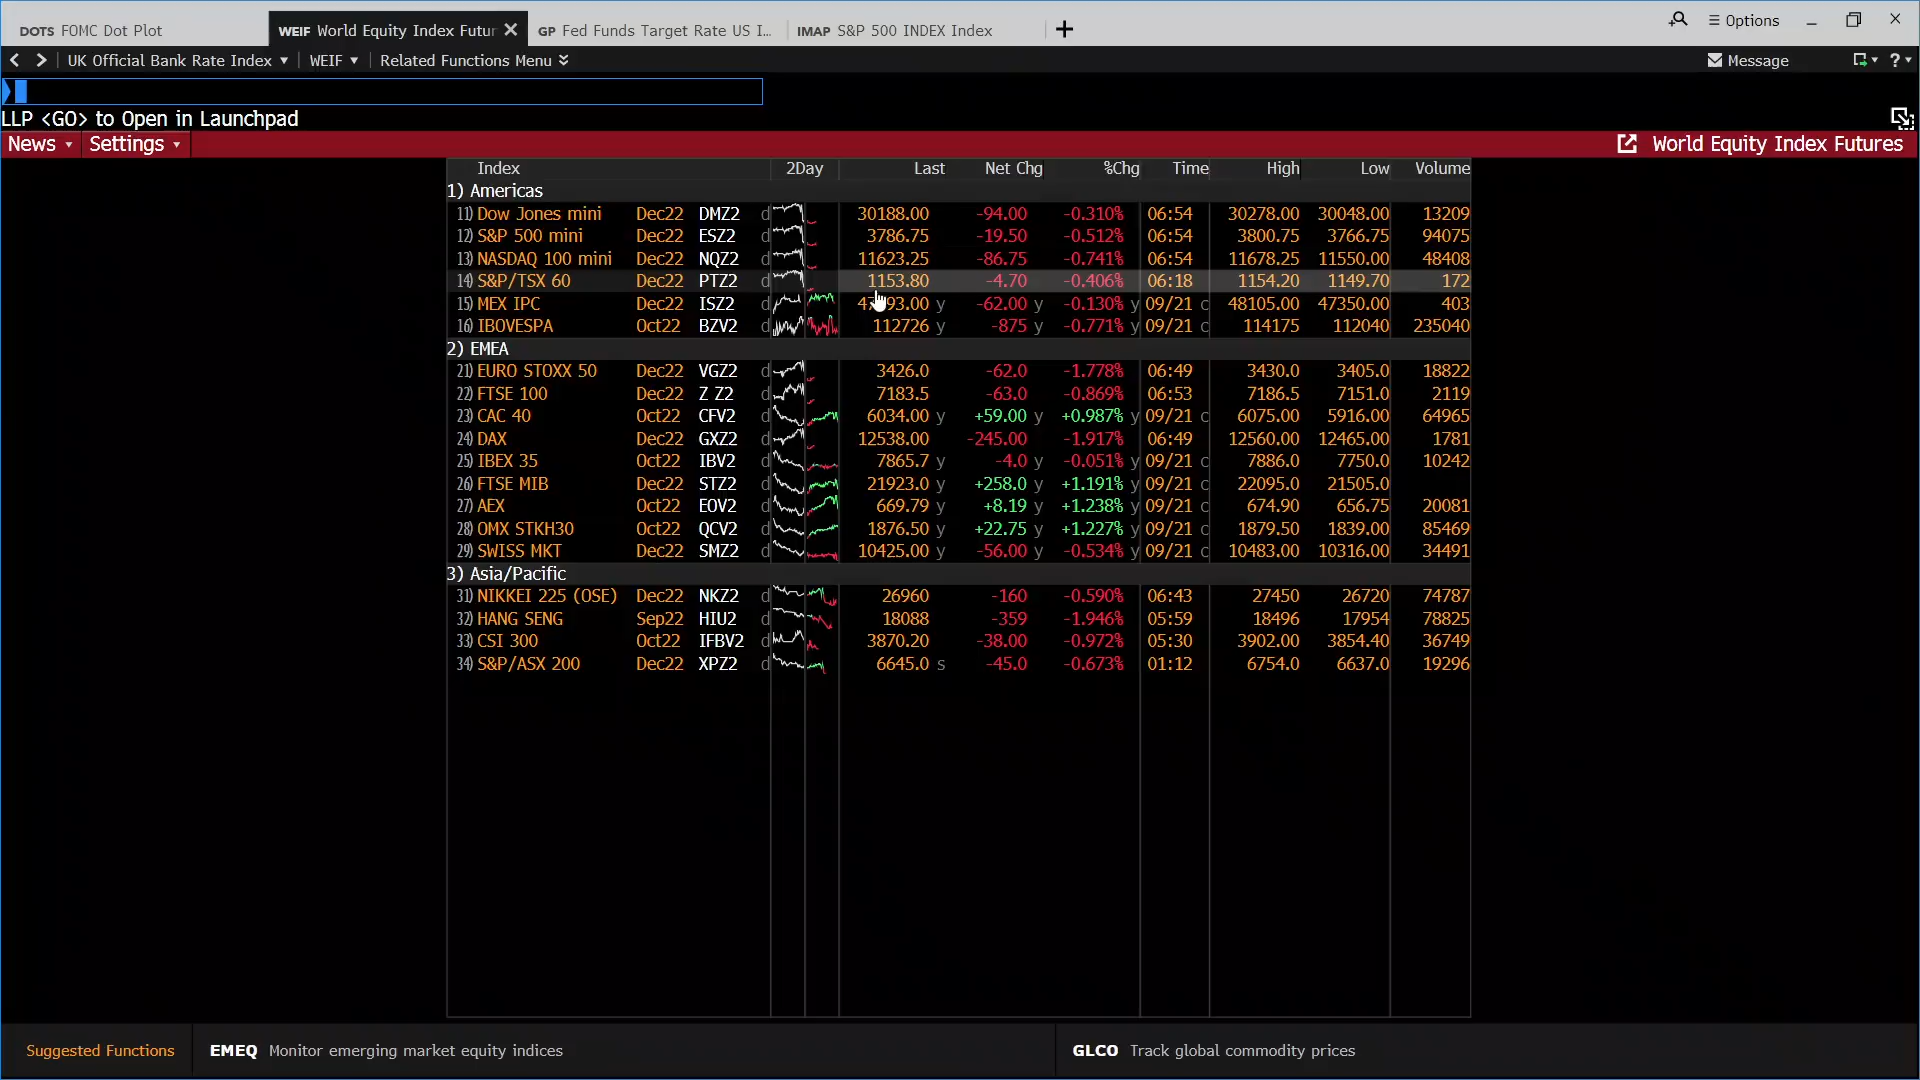 DOTS FOMC Dot Plot WEIF World Equity Index Futur GP Fed Funds Target Rate US I... IMAP S&P 500 INDEX Index Options
UK Official Bank Rate Index WEIF Related Functions Menu Message ?
LLP <GO> to Open in Launchpad
News Settings World Equity Index Futures
Index 2Day Last Net Chg %Chg Time High Low Volume
1) Americas
11) Dow Jones mini Dec22 DMZ2 d 30188.00 -94.00 -0.310% 06:54 30278.00 30048.00 13209
12) S&P 500 mini Dec22 ESZ2 d 3786.75 -19.50 -0.512% 06:54 3800.75 3766.75 94075
13) NASDAQ 100 mini Dec22 NQZ2 d 11623.25 -86.75 -0.741% 06:54 11678.25 11550.00 48408
14) S&P/TSX 60 Dec22 PTZ2 d 1153.80 -4.70 -0.406% 06:18 1154.20 1149.70 172
15) MEX IPC Dec22 ISZ2 d y -62.00 y -0.130% y 09/21 c 48105.00 47350.00 403
16) IBOVESPA Oct22 BZV2 d 112726 y -875 y -0.771% y 09/21 c 114175 112040 235040
2) EMEA
21) EURO STOXX 50 Dec22 VGZ2 d 3426.0 -62.0 -1.778% 06:49 3430.0 3405.0 18822
22) FTSE 100 Dec22 Z Z2 d 7183.5 -63.0 -0.869% 06:53 7186.5 7151.0 2119
23) CAC 40 Oct22 CFV2 d 6034.00 y +59.00 y +0.987% y 09/21 c 6075.00 5916.00 64965
24) DAX Dec22 GXZ2 d 12538.00 -245.00 -1.917% 06:49 12560.00 12465.00 1781
25) IBEX 35 Oct22 IBV2 d 7865.7 y -4.0 y -0.051% y 09/21 c 7886.0 7750.0 10242
26) FTSE MIB Dec22 STZ2 d 21923.0 y +258.0 y +1.191% y 09/21 c 22095.0 21505.0
27) AEX Oct22 EOV2 d 669.79 y +8.19 y +1.238% y 09/21 c 674.90 656.75 20081
28) OMX STKH30 Oct22 QCV2 d 1876.50 y +22.75 y +1.227% y 09/21 c 1879.50 1839.00 85469
29) SWISS MKT Dec22 SMZ2 d 10425.00 y -56.00 y -0.534% y 09/21 c 10483.00 10316.00 34491
3) Asia/Pacific
31) NIKKEI 225 (OSE) Dec22 NKZ2 d 26960 -160 -0.590% 06:43 27450 26720 74787
32) HANG SENG Sep22 HIU2 d 18088 -359 -1.946% 05:59 18496 17954 78825
33) CSI 300 Oct22 IFBV2 d 3870.20 -38.00 -0.972% 05:30 3902.00 3854.40 36749
34) S&P/ASX 200 Dec22 XPZ2 d 6645.0 s -45.0 -0.673% 01:12 6754.0 6637.0 19296
Suggested Functions EMEQ Monitor emerging market equity indices GLCO Track global commodity prices